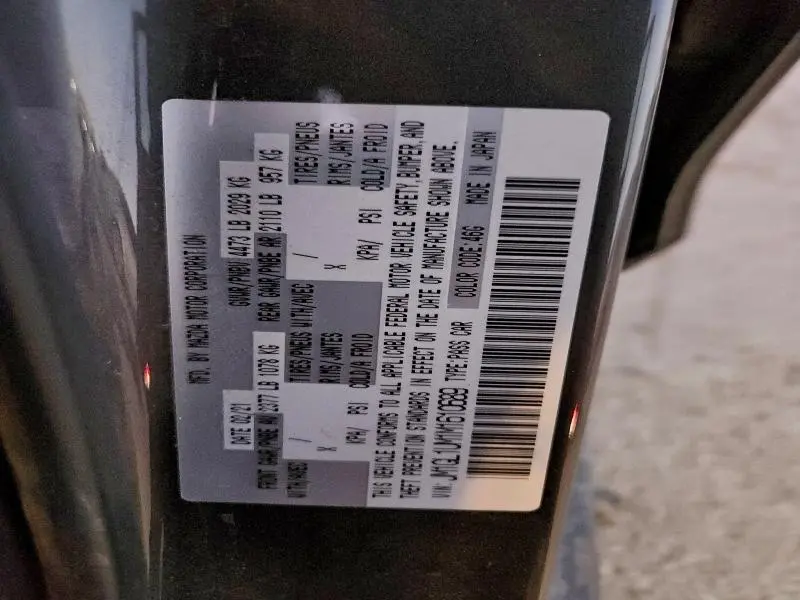 MFD. BY MAZDA MOTOR CORPORATION
DATE 02/21 GVWR/PNBV 4473 LB 2029 KG
FRONT GAWR/PNBE AV 2377 LB 1078 KG REAR GAWR/PNBE AR 2110 LB 957 KG
WITH/AVEC TIRES/PNEUS WITH/AVEC TIRES/PNEUS
/ RIMS/JANTES / RIMS/JANTES
X COLD/A FROID X COLD/A FROID
KPA/ PSI KPA/ PSI
THIS VEHICLE CONFORMS TO ALL APPLICABLE FEDERAL MOTOR VEHICLE SAFETY, BUMPER, AND
THEFT PREVENTION STANDARDS IN EFFECT ON THE DATE OF MANUFACTURE SHOWN ABOVE.
VIN: TYPE:PASS CAR COLOR CODE:46G MADE IN JAPAN